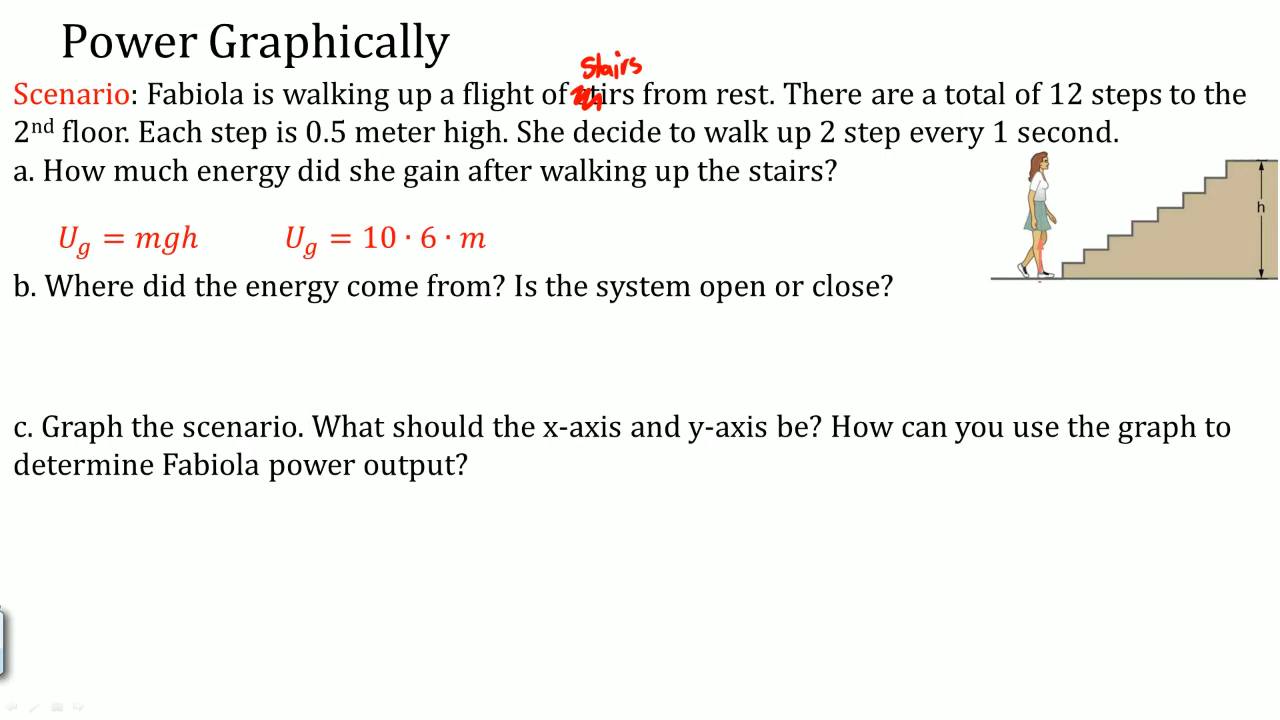 Power Graphically
stairs
Scenario: Fabiola is walking up a flight of stirs from rest. There are a total of 12 steps to the
2nd floor. Each step is 0.5 meter high. She decide to walk up 2 step every 1 second.
a. How much energy did she gain after walking up the stairs?
h
U_g = mgh U_g = 10 · 6 · m
b. Where did the energy come from? Is the system open or close?
c. Graph the scenario. What should the x-axis and y-axis be? How can you use the graph to
determine Fabiola power output?